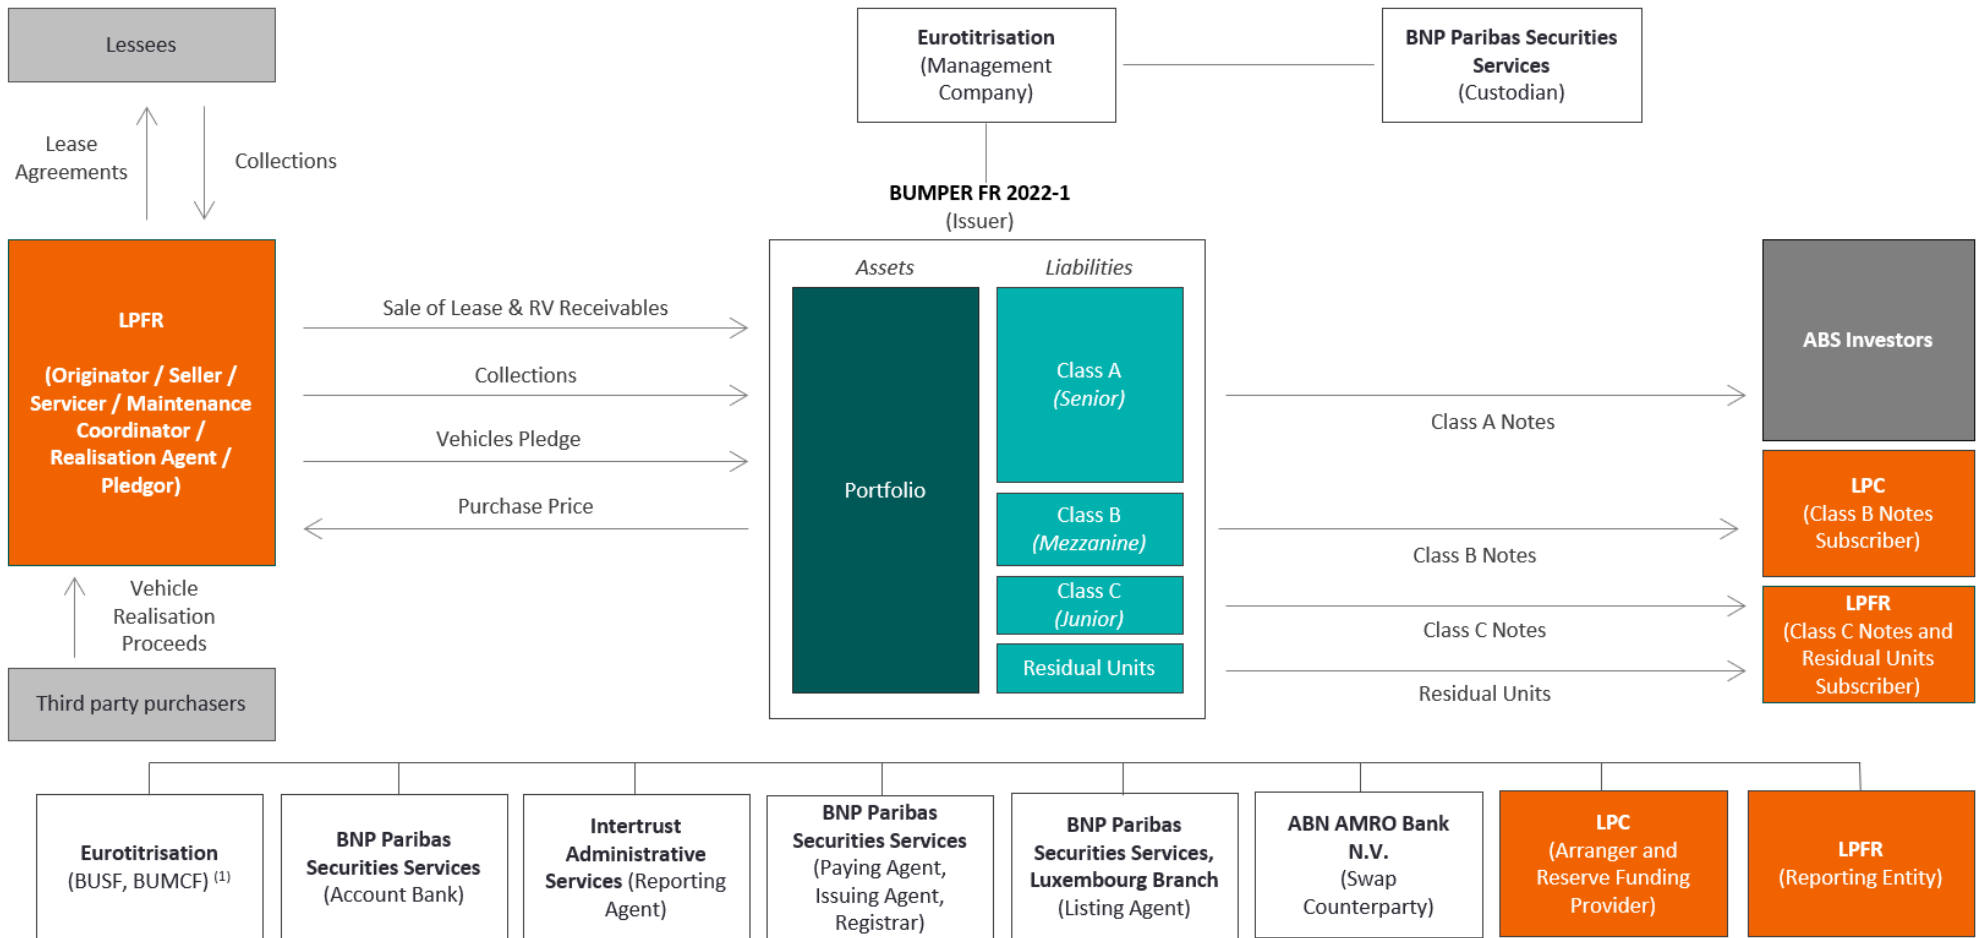 Lessees
Eurotitrisation
(Management
Company)
BNP Paribas Securities
Services
(Custodian)
Lease
Agreements
Collections
BUMPER FR 2022-1
(Issuer)
LPFR
(Originator / Seller /
Servicer / Maintenance
Coordinator /
Realisation Agent /
Pledgor)
Sale of Lease & RV Receivables
Collections
Vehicles Pledge
Purchase Price
Assets
Liabilities
Portfolio
Class A
(Senior)
Class B
(Mezzanine)
Class C
(Junior)
Residual Units
Class A Notes
Class B Notes
Class C Notes
Residual Units
ABS Investors
LPC
(Class B Notes
Subscriber)
LPFR
(Class C Notes and
Residual Units
Subscriber)
Vehicle
Realisation
Proceeds
Third party purchasers
Eurotitrisation
(BUSF, BUMCF) (1)
BNP Paribas
Securities Services
(Account Bank)
Intertrust
Administrative
Services (Reporting
Agent)
BNP Paribas
Securities Services
(Paying Agent,
Issuing Agent,
Registrar)
BNP Paribas
Securities Services,
Luxembourg Branch
(Listing Agent)
ABN AMRO Bank
N.V.
(Swap
Counterparty)
LPC
(Arranger and
Reserve Funding
Provider)
LPFR
(Reporting Entity)